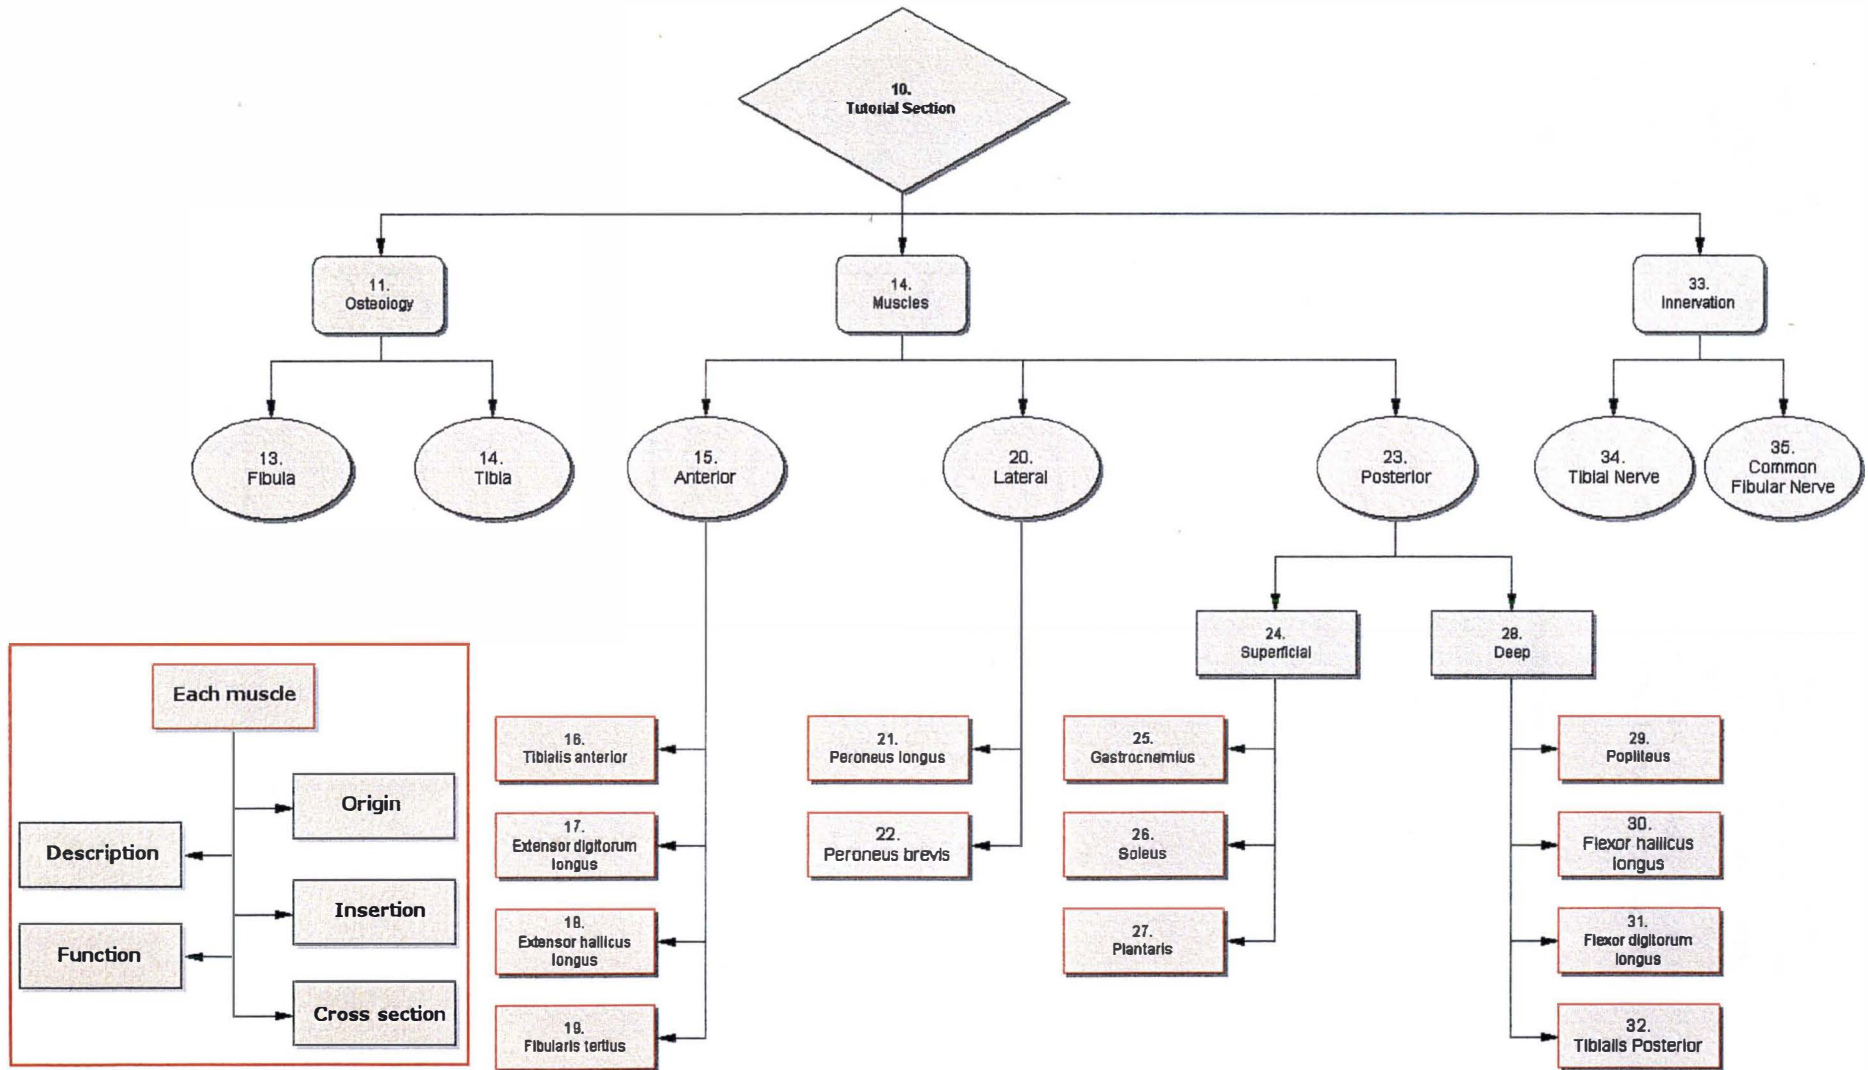 10.
Tutorial Section
11.
Osteology
14.
Muscles
33.
Innervation
13.
Fibula
14.
Tibia
15.
Anterior
20.
Lateral
23.
Posterior
34.
Tibial Nerve
35.
Common
Fibular Nerve
24.
Superficial
28.
Deep
Each muscle
Origin
Description
Insertion
Function
Cross section
16.
Tibialis anterior
17.
Extensor digitorum
longus
18.
Extensor hallicus
longus
19.
Fibularis tertius
21.
Peroneus longus
22.
Peroneus brevis
25.
Gastrocnemius
26.
Soleus
27.
Plantaris
29.
Popliteus
30.
Flexor hallicus
longus
31.
Flexor digitorum
longus
32.
Tibialis Posterior